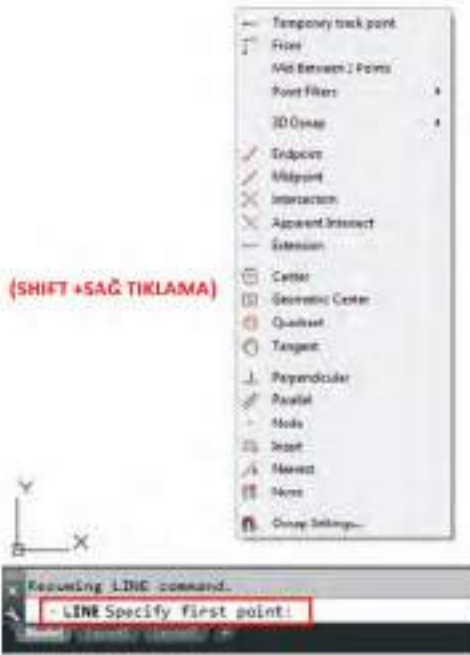 Temporary track point
From
Mid Between 2 Points
Point Filters
3D Osnap
Endpoint
Midpoint
Intersection
Apparent Intersect
Extension
(SHIFT +SAĞ TIKLAMA)
Center
Geometric Center
Quadrant
Tangent
Perpendicular
Parallel
Node
Insert
Nearest
None
Osnap Settings...
Y
X
Resuming LINE command.
LINE Specify first point: